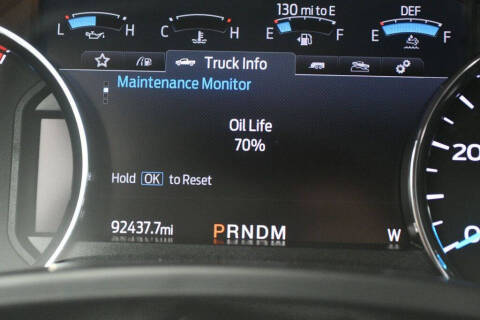 130 mi to E
DEF
L H C H E F E F
Truck Info
Maintenance Monitor
Oil Life
70%
Hold OK to Reset
20
0
92437.7mi
PRNDM
W